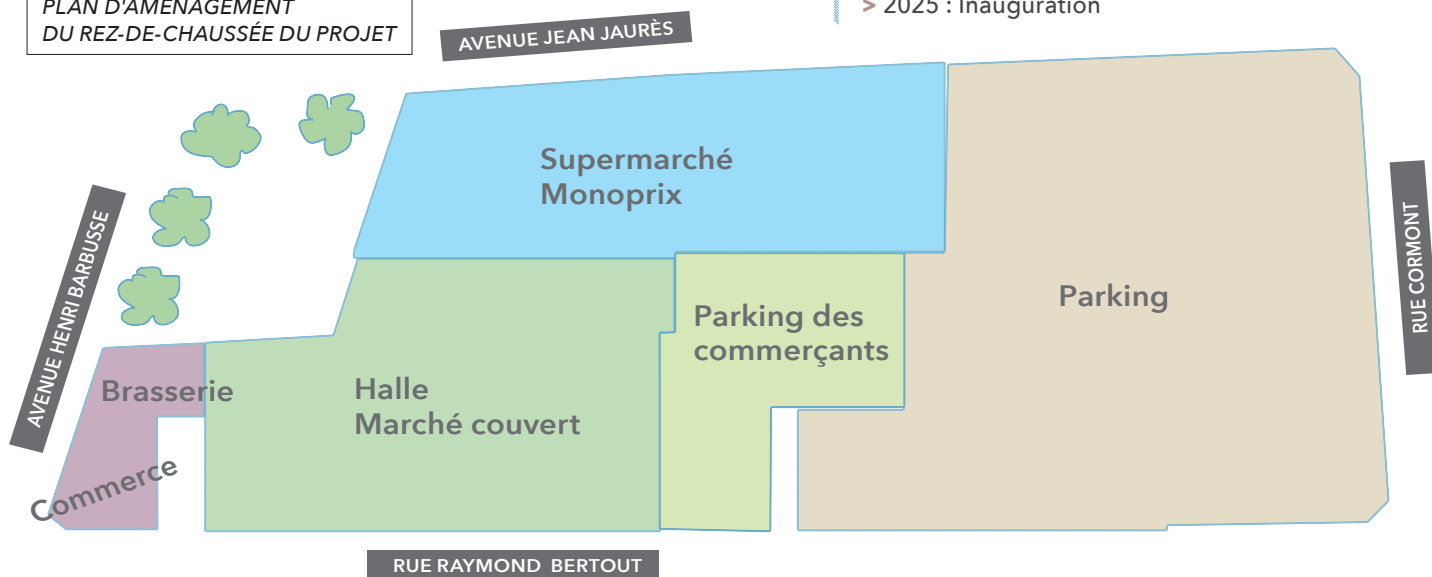 PLAN D'AMÉNAGEMENT
DU REZ-DE-CHAUSSÉE DU PROJET
> 2025 : Inauguration
AVENUE JEAN JAURÈS
Supermarché
Monoprix
AVENUE HENRI BARBUSSE
RUE CORMONT
Parking
Parking des
commerçants
Brasserie
Halle
Marché couvert
Commerce
RUE RAYMOND BERTOUT